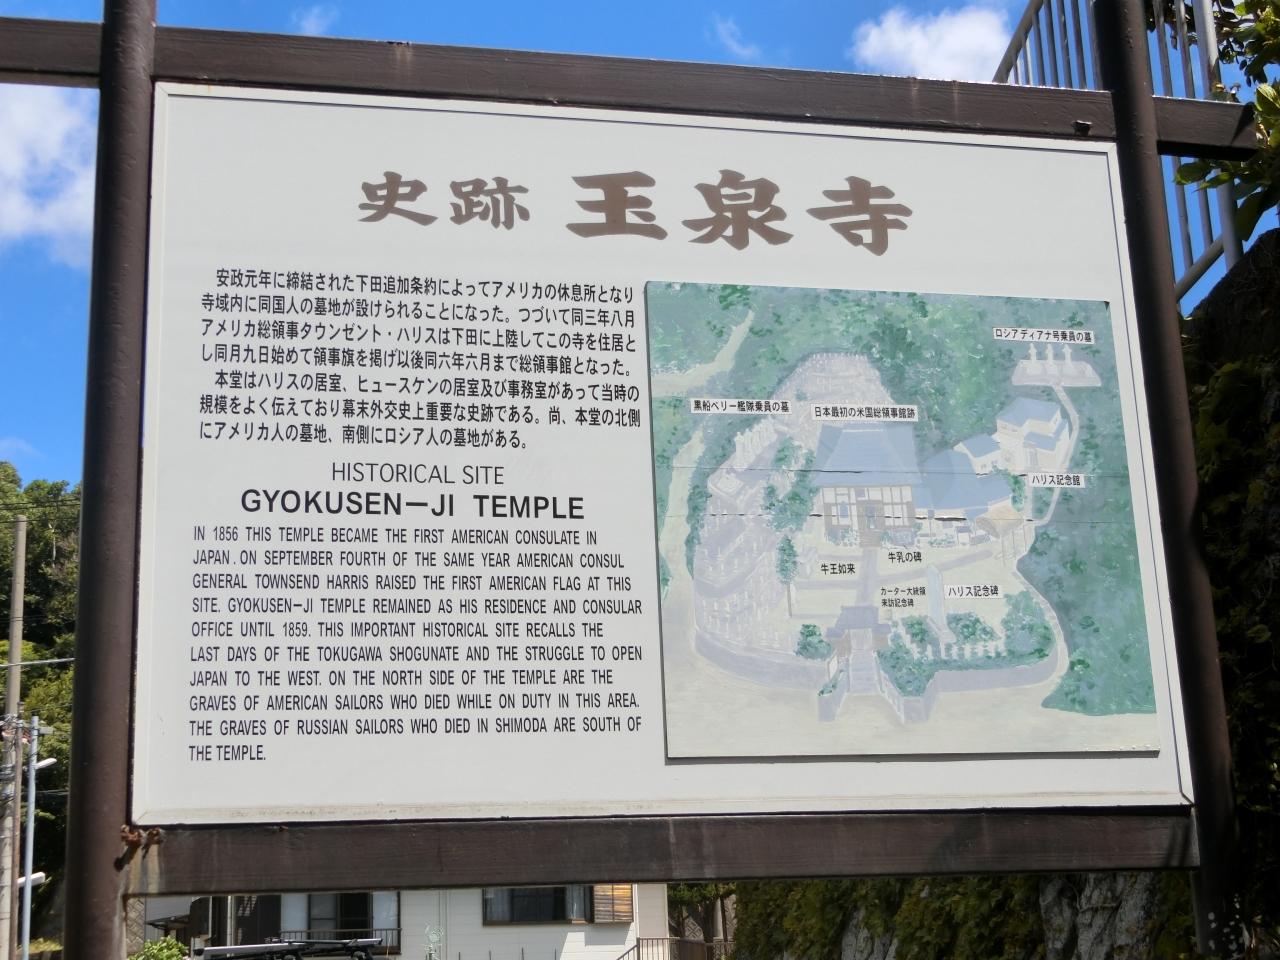 史跡 玉泉寺
安政元年に締結された下田追加条約によってアメリカの休息所となり
寺域内に同国人の墓地が設けられることになった。つづいて同三年八月
アメリカ総領事タウンゼント・ハリスは下田に上陸してこの寺を住居と
し同月九日始めて領事旗を掲げ以後同六年六月まで総領事館となった。
本堂はハリスの居室、ヒュースケンの居室及び事務室があって当時の
規模をよく伝えており幕末外交史上重要な史跡である。尚、本堂の北側
にアメリカ人の墓地、南側にロシア人の墓地がある。
HISTORICAL SITE
GYOKUSEN—JI TEMPLE
IN 1856 THIS TEMPLE BECAME THE FIRST AMERICAN CONSULATE IN
JAPAN. ON SEPTEMBER FOURTH OF THE SAME YEAR AMERICAN CONSUL
GENERAL TOWNSEND HARRIS RAISED THE FIRST AMERICAN FLAG AT THIS
SITE. GYOKUSEN—JI TEMPLE REMAINED AS HIS RESIDENCE AND CONSULAR
OFFICE UNTIL 1859. THIS IMPORTANT HISTORICAL SITE RECALLS THE
LAST DAYS OF THE TOKUGAWA SHOGUNATE AND THE STRUGGLE TO OPEN
JAPAN TO THE WEST. ON THE NORTH SIDE OF THE TEMPLE ARE THE
GRAVES OF AMERICAN SAILORS WHO DIED WHILE ON DUTY IN THIS AREA.
THE GRAVES OF RUSSIAN SAILORS WHO DIED IN SHIMODA ARE SOUTH OF
THE TEMPLE.
ロシアディアナ号乗員の墓
黒船ペリー艦隊乗員の墓
日本最初の米国総領事館跡
ハリス記念館
牛乳の碑
牛王如来
カーター大統領
来訪記念碑
ハリス記念碑